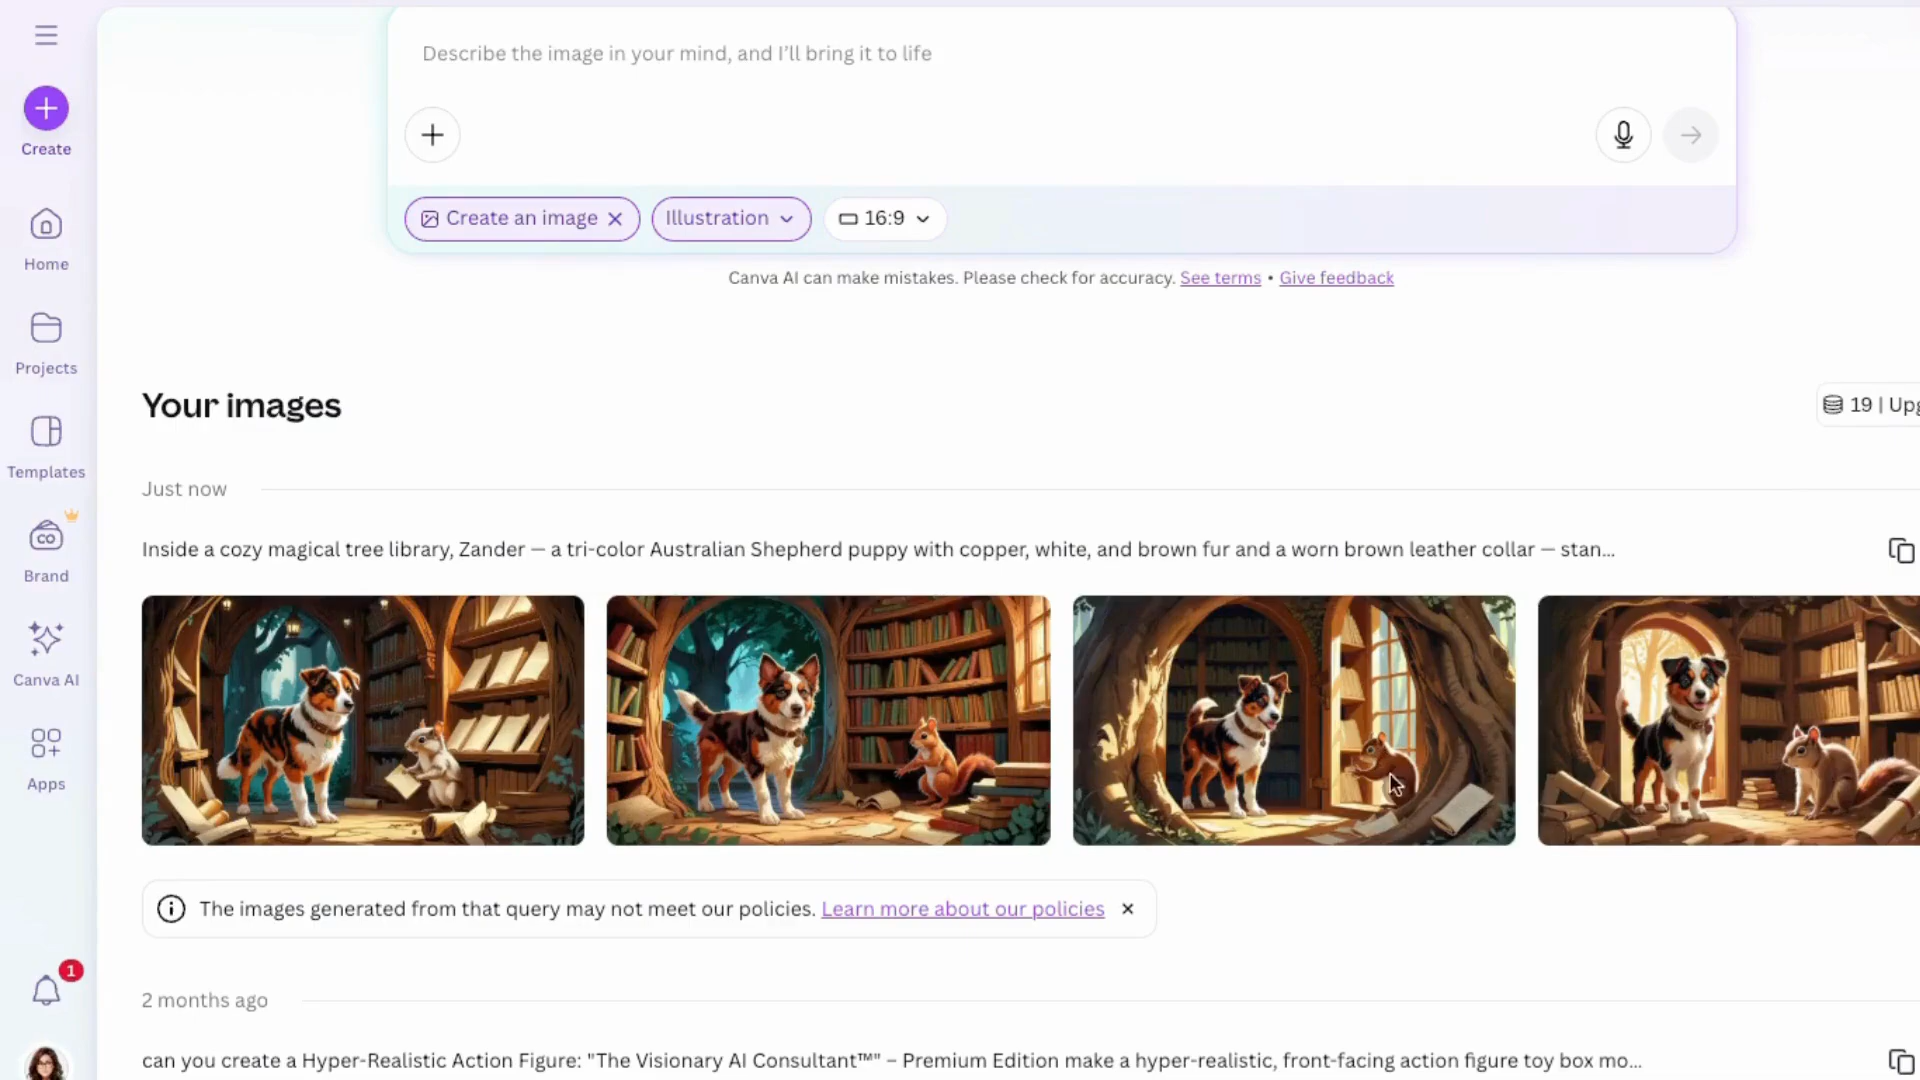 Describe the image in your mind, and I'll bring it to life
Create
Create an image
Illustration
16:9
Canva AI can make mistakes. Please check for accuracy. See terms • Give feedback
Home
Projects
Templates
Brand
Canva AI
Apps
1
Your images
19 | Upg
Just now
Inside a cozy magical tree library, Zander — a tri-color Australian Shepherd puppy with copper, white, and brown fur and a worn brown leather collar — stan...
The images generated from that query may not meet our policies. Learn more about our policies
2 months ago
can you create a Hyper-Realistic Action Figure: "The Visionary AI Consultant™" – Premium Edition make a hyper-realistic, front-facing action figure toy box mo...